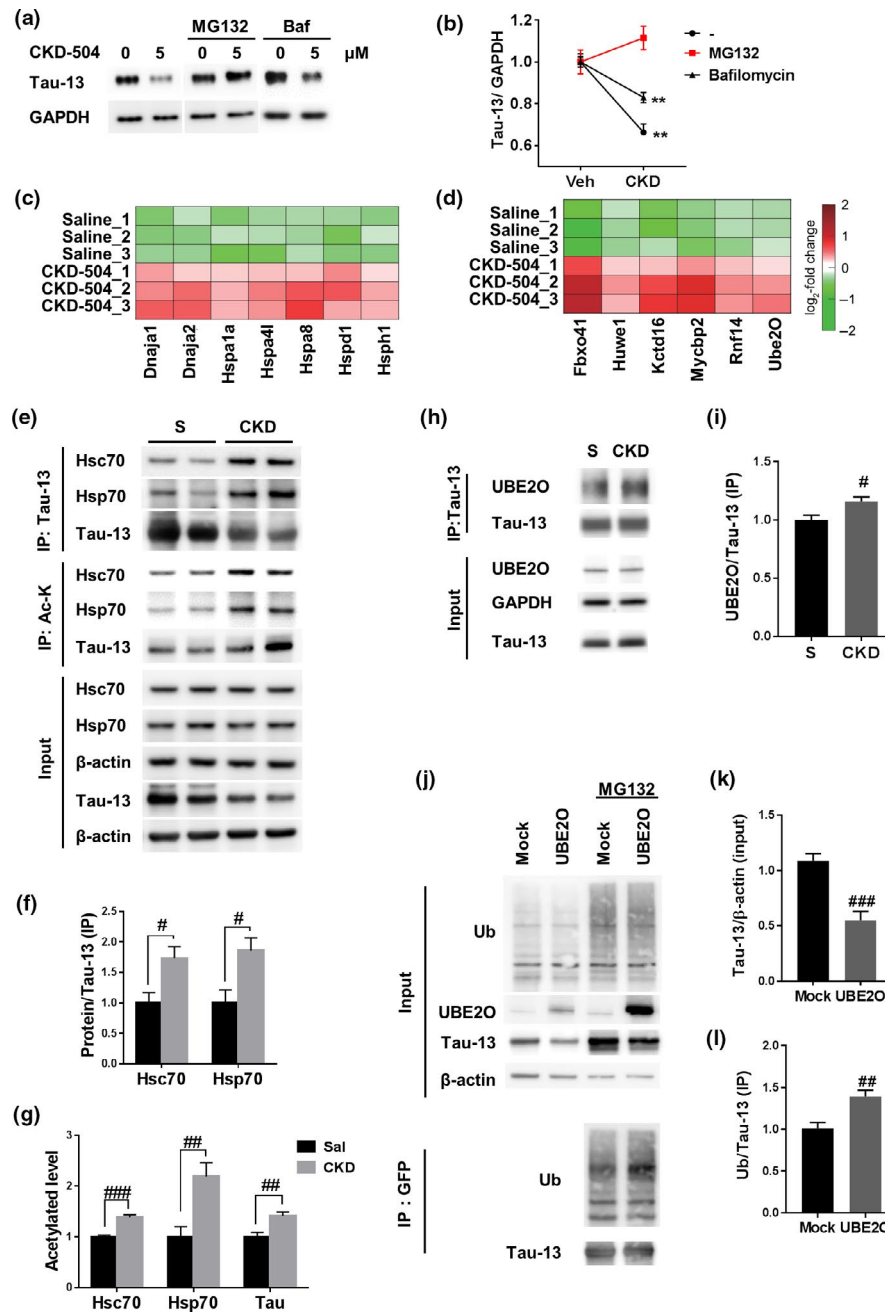 (a)
MG132 Baf
CKD-504 0 5 0 5 0 5 µM
Tau-13
GAPDH
(b)
Tau-13/ GAPDH
1.2
1.0
0.8
0.6
Veh CKD
**
**
-
MG132
Bafilomycin
(c)
Saline_1
Saline_2
Saline_3
CKD-504_1
CKD-504_2
CKD-504_3
Dnaja1 Dnaja2 Hspa1a Hspa4l Hspa8 Hspd1 Hsph1
(d)
Saline_1
Saline_2
Saline_3
CKD-504_1
CKD-504_2
CKD-504_3
Fbxo41 Huwe1 Kctd16 Mycbp2 Rnf14 Ube2O
2
1
0
−1
−2
log2-fold change
(e)
S CKD
IP: Tau-13
Hsc70
Hsp70
Tau-13
IP: Ac-K
Hsc70
Hsp70
Tau-13
Input
Hsc70
Hsp70
β-actin
Tau-13
β-actin
(f)
Protein/Tau-13 (IP)
2.0
1.5
1.0
0.5
0.0
# #
Hsc70 Hsp70
(g)
Acetylated level
3
2
1
0
### ## ##
Sal
CKD
Hsc70 Hsp70 Tau
(h)
S CKD
IP:Tau-13
UBE2O
Tau-13
Input
UBE2O
GAPDH
Tau-13
(i)
UBE2O/Tau-13 (IP)
1.5
1.0
0.5
0.0
#
S CKD
(j)
MG132
Mock UBE2O Mock UBE2O
Input
Ub
UBE2O
Tau-13
β-actin
IP : GFP
Ub
Tau-13
(k)
Tau-13/β-actin (input)
1.5
1.0
0.5
0.0
###
Mock UBE2O
(l)
Ub/Tau-13 (IP)
2.0
1.5
1.0
0.5
0.0
##
Mock UBE2O